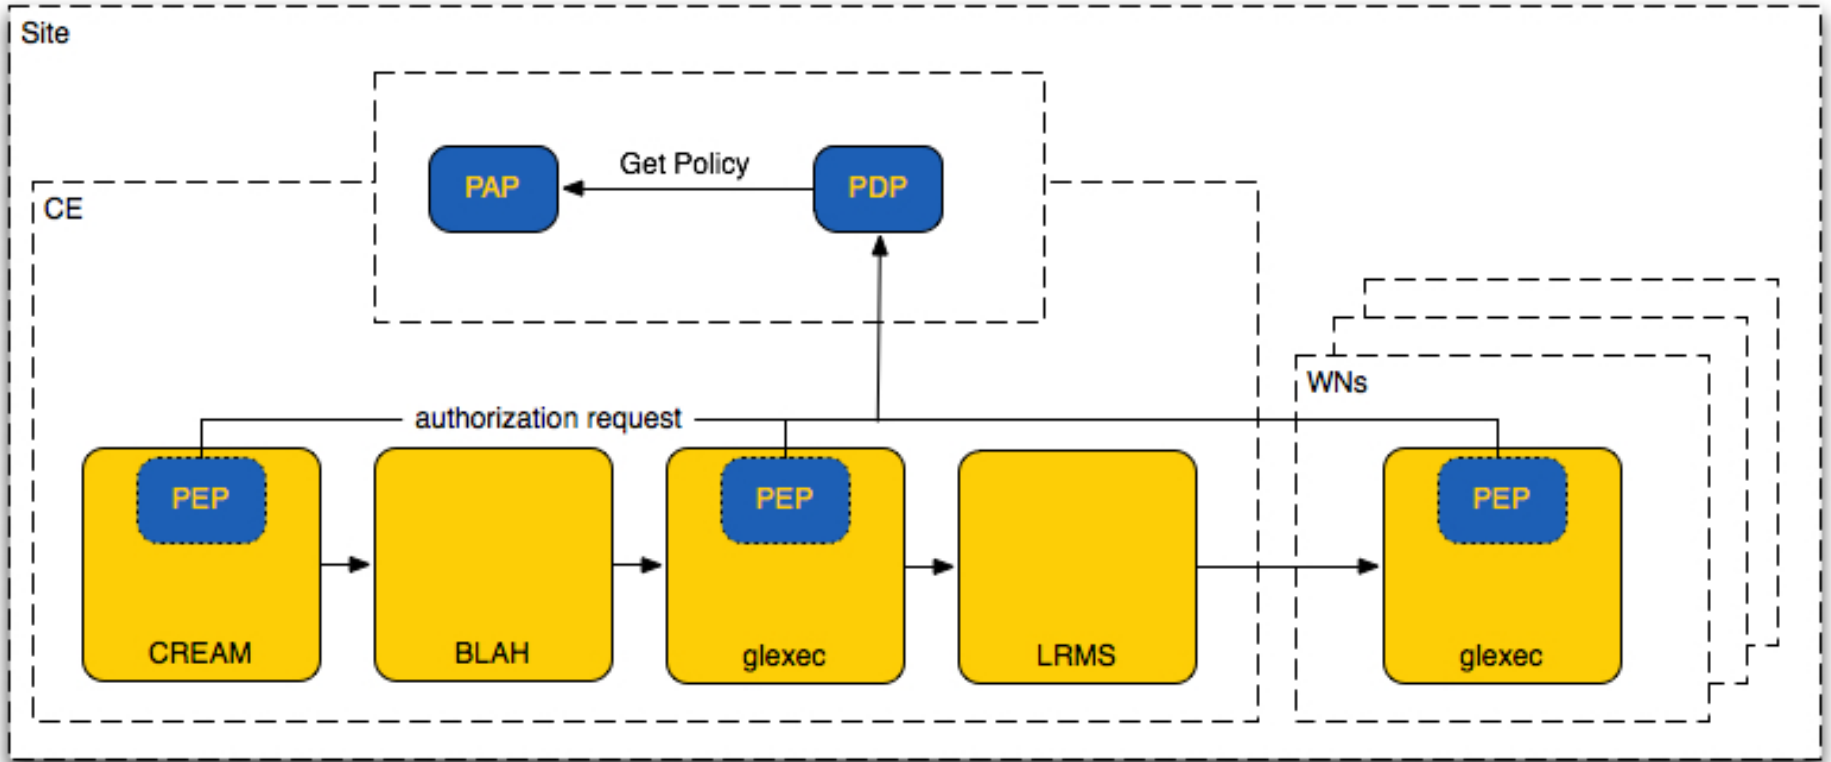 Site
Get Policy
PAP
PDP
CE
WNs
authorization request
PEP
PEP
PEP
CREAM
BLAH
glexec
LRMS
glexec